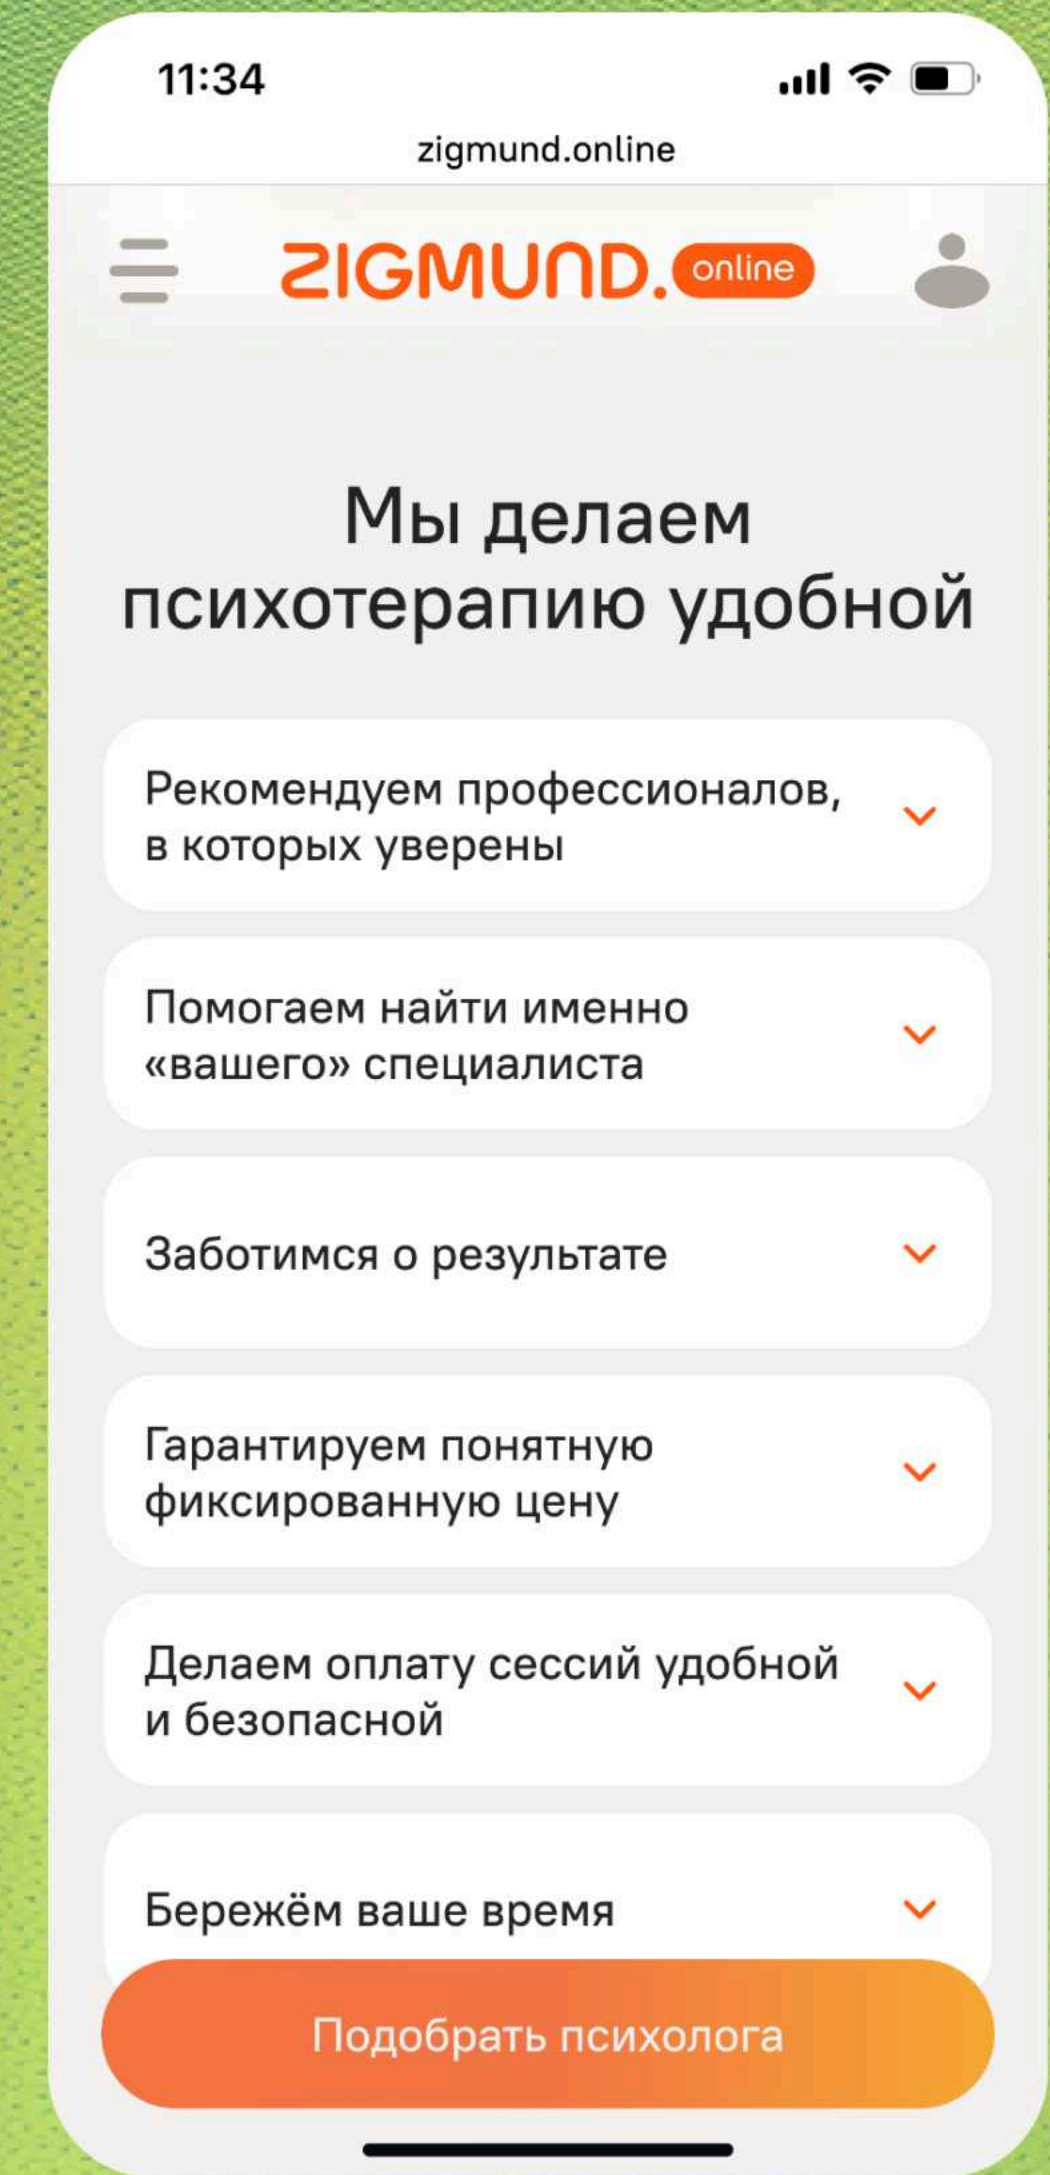 11:34
zigmund.online
ZIGMUND. online
Мы делаем
психотерапию удобной
Рекомендуем профессионалов,
в которых уверены
Помогаем найти именно
«вашего» специалиста
Заботимся о результате
Гарантируем понятную
фиксированную цену
Делаем оплату сессий удобной
и безопасной
Бережём ваше время
Подобрать психолога